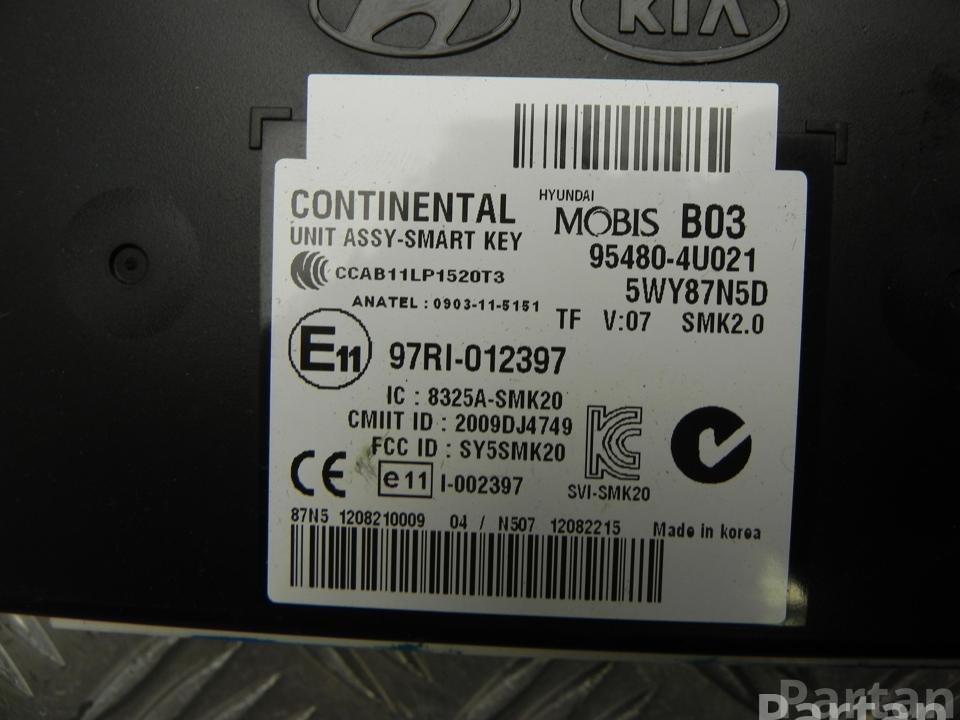 KIA
CONTINENTAL
UNIT ASSY-SMART KEY
HYUNDAI
MOBIS B03
95480-4U021
CCAB11LP1520T3
5WY87N5D
ANATEL : 0903-11-5151
TF V:07 SMK2.0
E11 97RI-012397
IC : 8325A-SMK20
CMIIT ID : 2009DJ4749
FCC ID : SY5SMK20
CE e11 I-002397
SVI-SMK20
87N5 1208210009 04 / N507 12082215 Made in korea
Partan
Partan